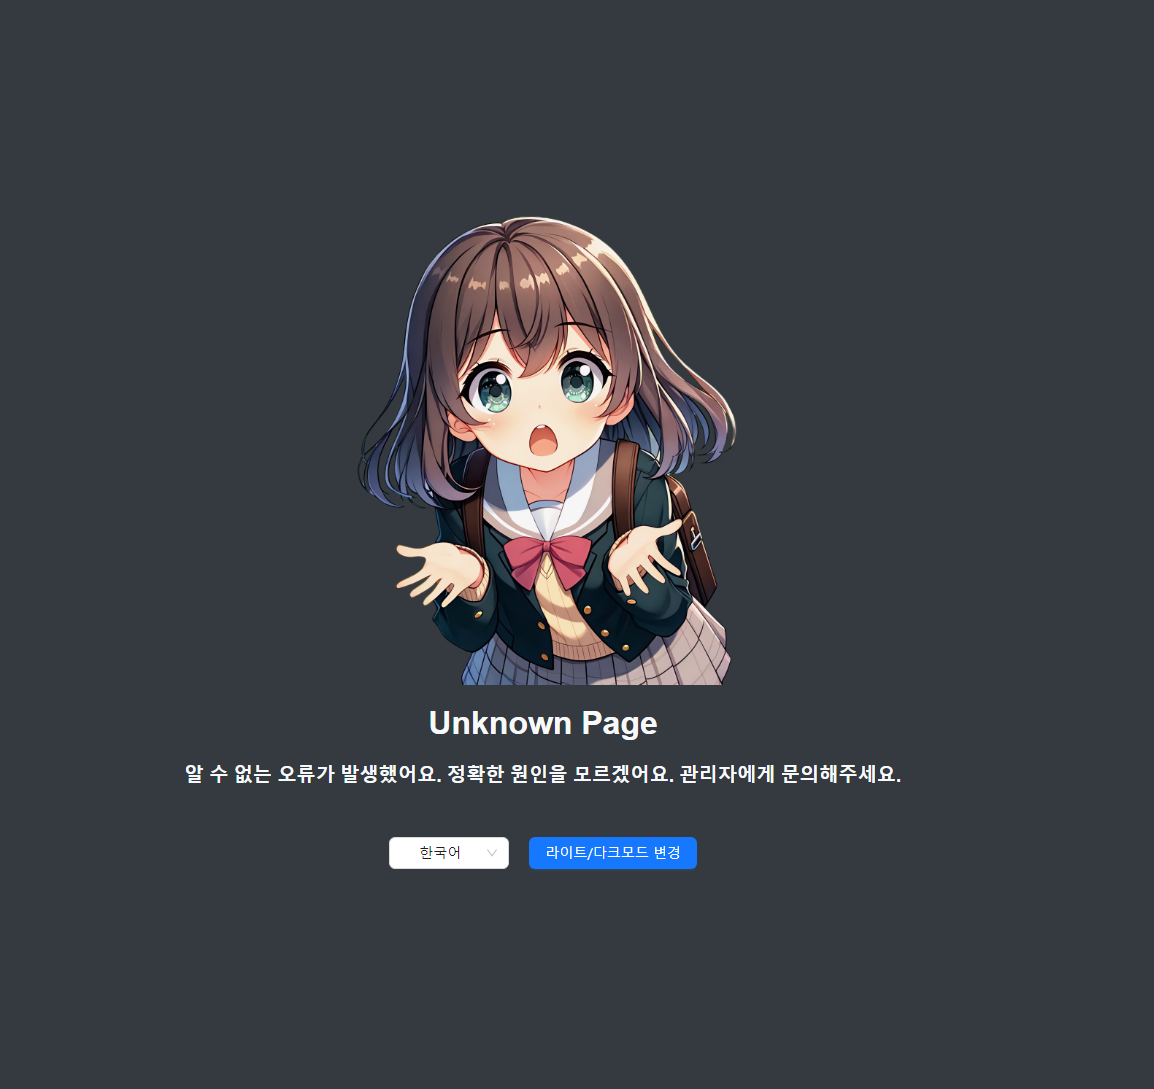 Unknown Page
알 수 없는 오류가 발생했어요. 정확한 원인을 모르겠어요. 관리자에게 문의해주세요.
한국어
라이트/다크모드 변경